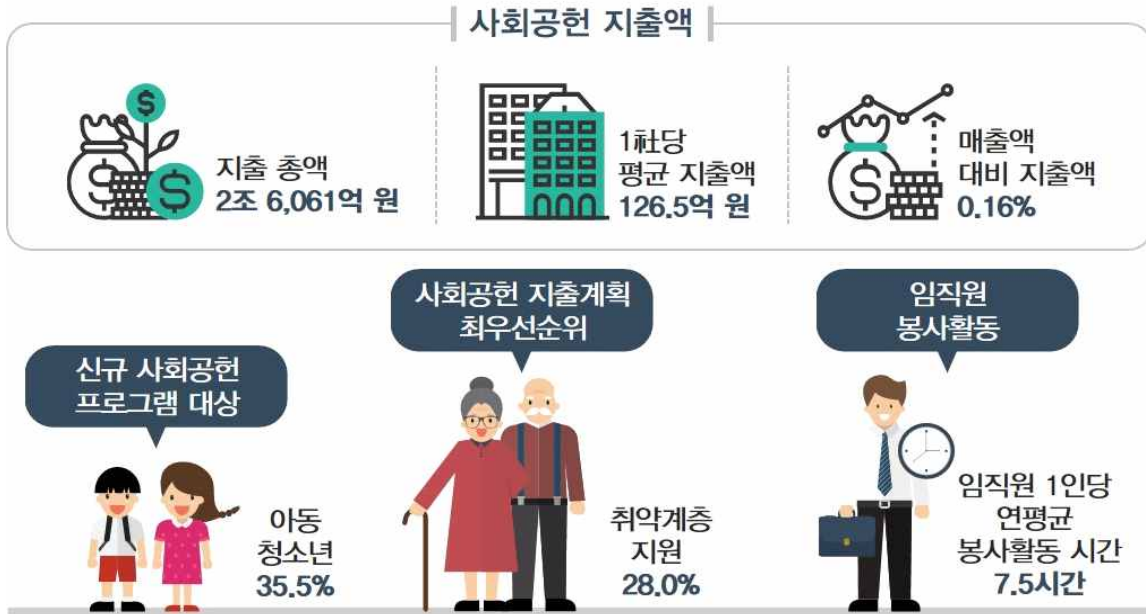 사회공헌 지출액
지출 총액
2조 6,061억 원
1社당
평균 지출액
126.5억 원
매출액
대비 지출액
0.16%
신규 사회공헌
프로그램 대상
아동
청소년
35.5%
사회공헌 지출계획
최우선순위
취약계층
지원
28.0%
임직원
봉사활동
임직원 1인당
연평균
봉사활동 시간
7.5시간